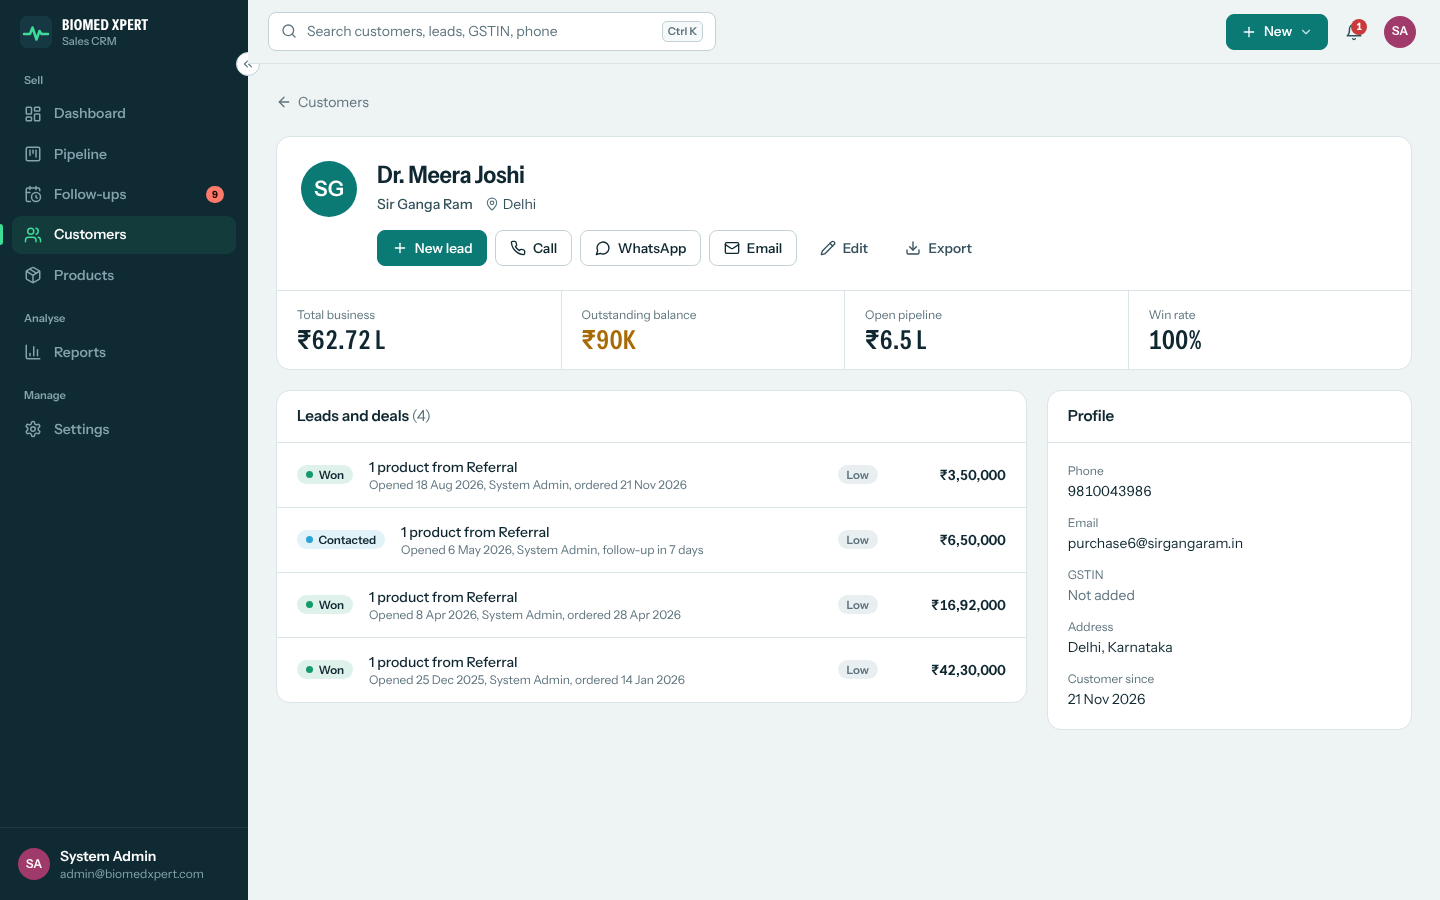 BIOMED XPERT
Sales CRM
Search customers, leads, GSTIN, phone
Ctrl K
New
1
SA
Sell
Dashboard
Pipeline
Follow-ups
9
Customers
Products
Analyse
Reports
Manage
Settings
SA
System Admin
admin@biomedxpert.com
Customers
SG
Dr. Meera Joshi
Sir Ganga Ram
Delhi
New lead
Call
WhatsApp
Email
Edit
Export
Total business
₹62.72 L
Outstanding balance
₹90K
Open pipeline
₹6.5 L
Win rate
100%
Leads and deals (4)
Won
1 product from Referral
Opened 18 Aug 2026, System Admin, ordered 21 Nov 2026
Low
₹3,50,000
Contacted
1 product from Referral
Opened 6 May 2026, System Admin, follow-up in 7 days
Low
₹6,50,000
Won
1 product from Referral
Opened 8 Apr 2026, System Admin, ordered 28 Apr 2026
Low
₹16,92,000
Won
1 product from Referral
Opened 25 Dec 2025, System Admin, ordered 14 Jan 2026
Low
₹42,30,000
Profile
Phone
9810043986
Email
purchase6@sirgangaram.in
GSTIN
Not added
Address
Delhi, Karnataka
Customer since
21 Nov 2026